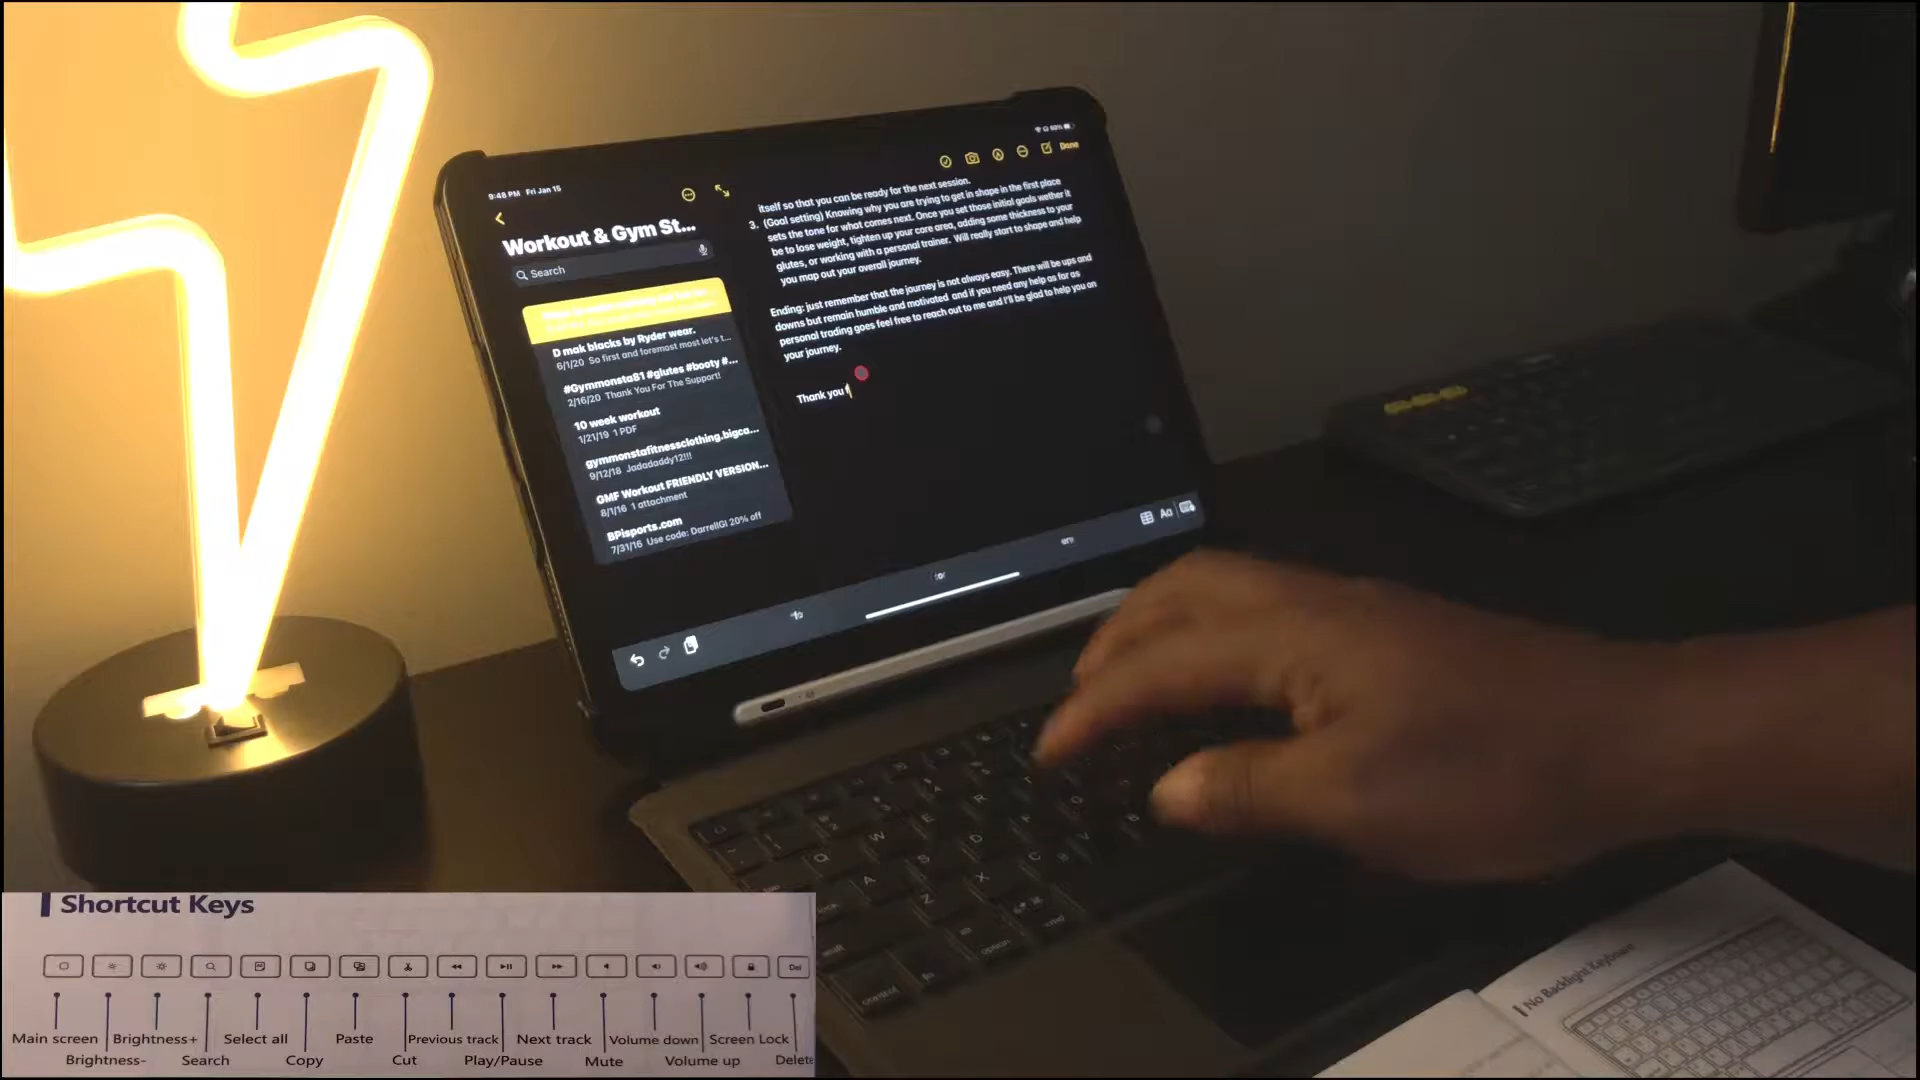 9:48 PM Fri Jan 15
60%
Done
Workout & Gym St...
Search
D mak blacks by Ryder wear.
6/1/20 So first and foremost most let's t...
#Gymmonsta81 #glutes #booty #...
2/16/20 Thank You For The Support!
10 week workout
1/21/19 1 PDF
gymmonstafitnessclothing.bigca...
9/12/18 Jadadaddy12!!!
GMF Workout FRIENDLY VERSION...
8/1/16 1 attachment
BPisports.com
7/31/16 Use code: DarrellGI 20% off
itself so that you can be ready for the next session.
3. (Goal setting) Knowing why you are trying to get in shape in the first place
sets the tone for what comes next. Once you set those initial goals wether it
be to lose weight, tighten up your core area, adding some thickness to your
glutes, or working with a personal trainer. Will really start to shape and help
you map out your overall journey.
Ending: just remember that the journey is not always easy. There will be ups and
downs but remain humble and motivated and if you need any help as far as
personal trading goes feel free to reach out to me and I'll be glad to help you on
your journey.
Thank you f
Aa
Q W E R
A S D F
Z X C V B
control fn option cmd
No Backlight Keyboard
Shortcut Keys
Del
Main screen Brightness+ Select all Paste Previous track Next track Volume down Screen Lock
Brightness- Search Copy Cut Play/Pause Mute Volume up Delete